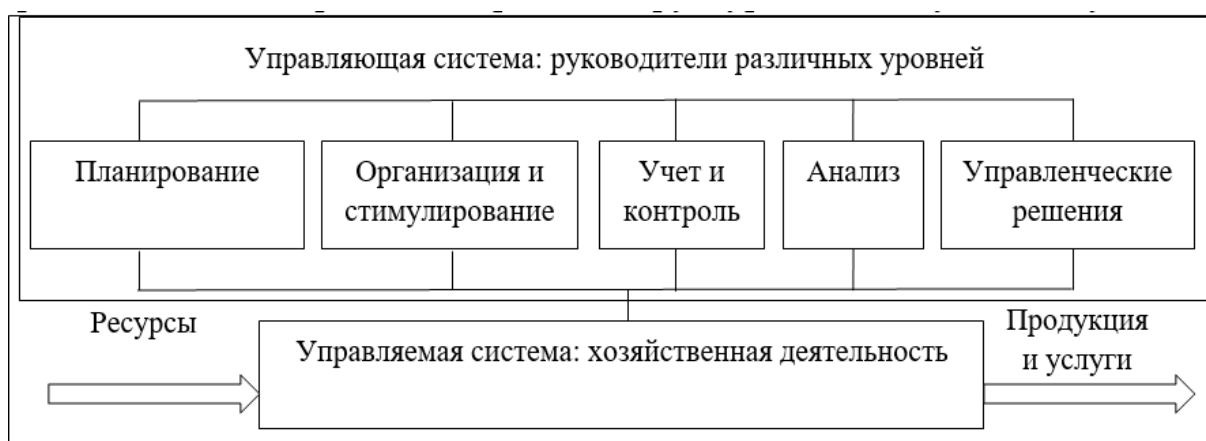 Управляющая система: руководители различных уровней
Планирование
Организация и
стимулирование
Учет и
контроль
Анализ
Управленческие
решения
Ресурсы
Управляемая система: хозяйственная деятельность
Продукция
и услуги